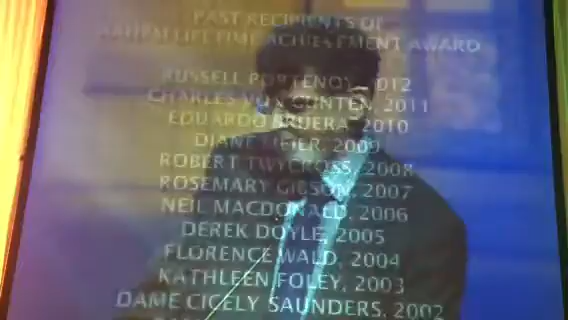 PAST RECIPIENTS OF
AAHPM LIFETIME ACHIEVEMENT AWARD
RUSSELL PORTENOY, 2012
CHARLES VON GUNTEN, 2011
EDUARDO BRUERA, 2010
DIANE MEIER, 2009
ROBERT TWYCROSS, 2008
ROSEMARY GIBSON, 2007
NEIL MACDONALD, 2006
DEREK DOYLE, 2005
FLORENCE WALD, 2004
KATHLEEN FOLEY, 2003
DAME CICELY SAUNDERS, 2002